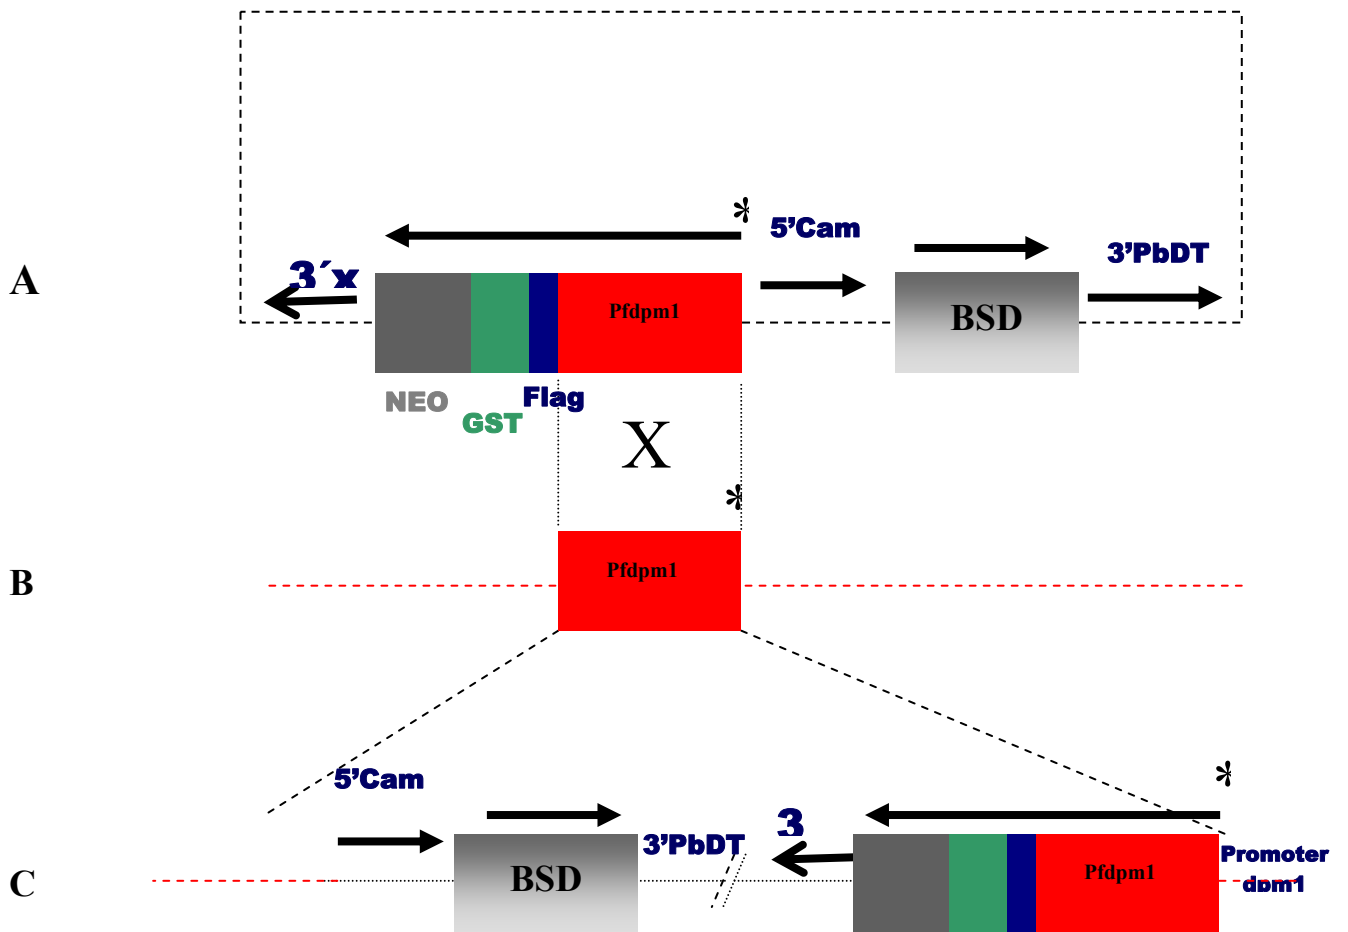 *
5’Cam
3’PbDT
3´x
A
Pfdpm1
BSD
NEO
Flag
GST
X
*
B
Pfdpm1
*
5’Cam
3
3’PbDT
Promoter
dpm1
C
BSD
Pfdpm1